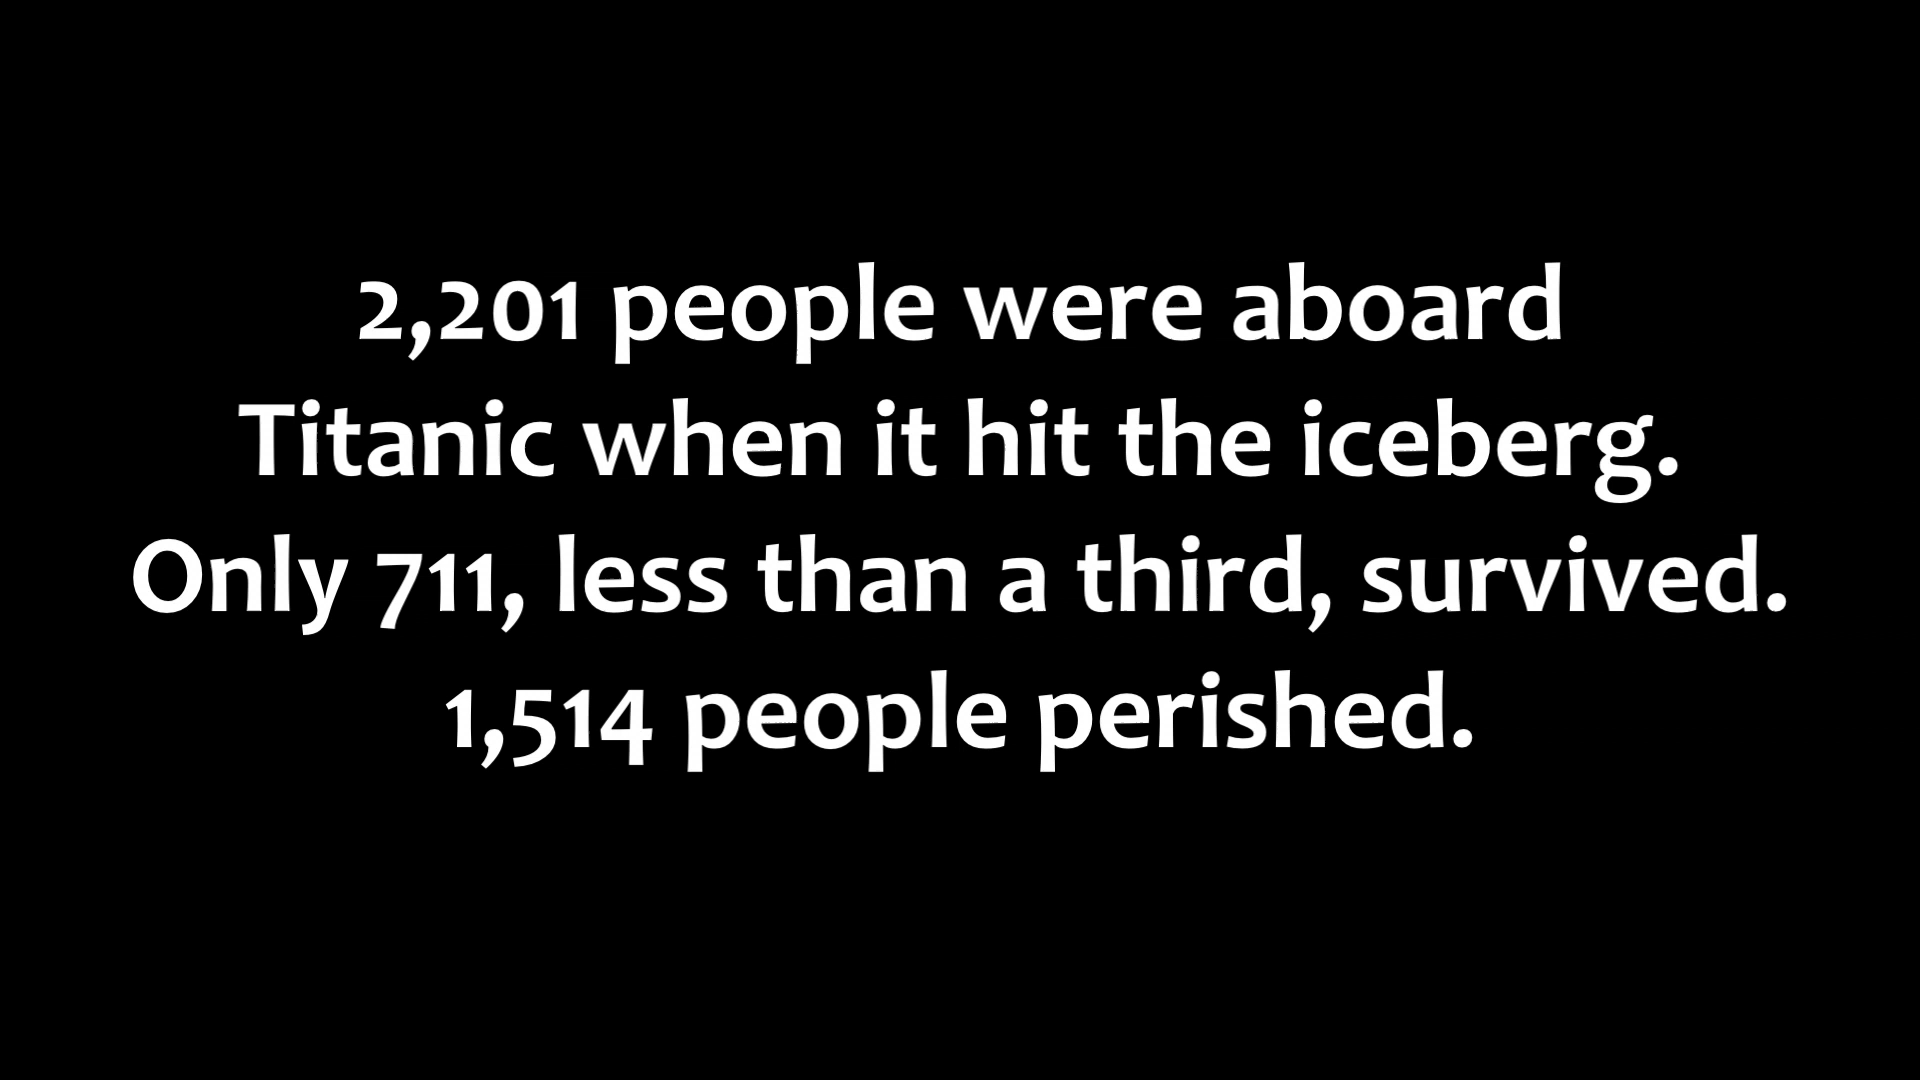 2,201 people were aboard
Titanic when it hit the iceberg.
Only 711, less than a third, survived.
1,514 people perished.